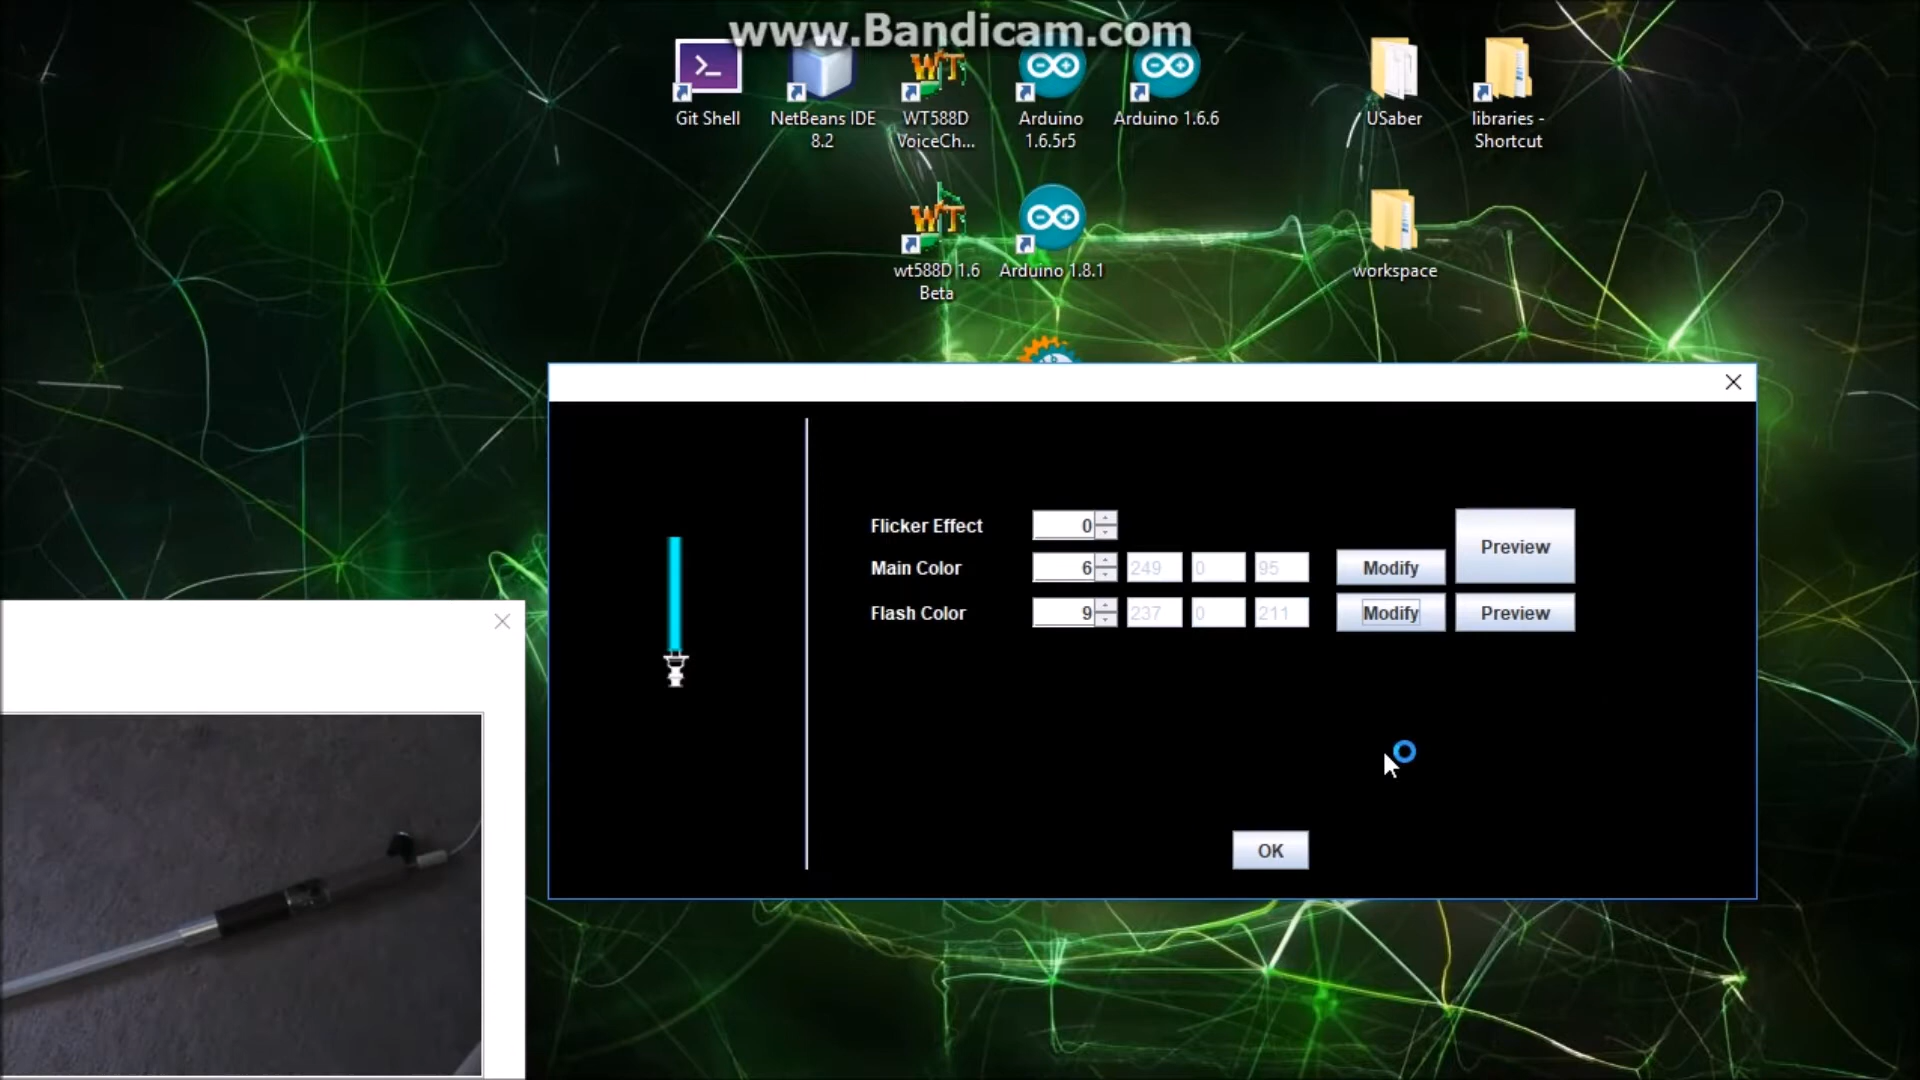 www.Bandicam.com
Git Shell
NetBeans IDE
8.2
WT588D
VoiceCh...
Arduino
1.6.5r5
Arduino 1.6.6
USaber
libraries -
Shortcut
WT
wt588D 1.6
Beta
Arduino 1.8.1
workspace
Flicker Effect
0
Preview
Main Color
6
249
0
95
Modify
Flash Color
9
237
0
211
Modify
Preview
OK